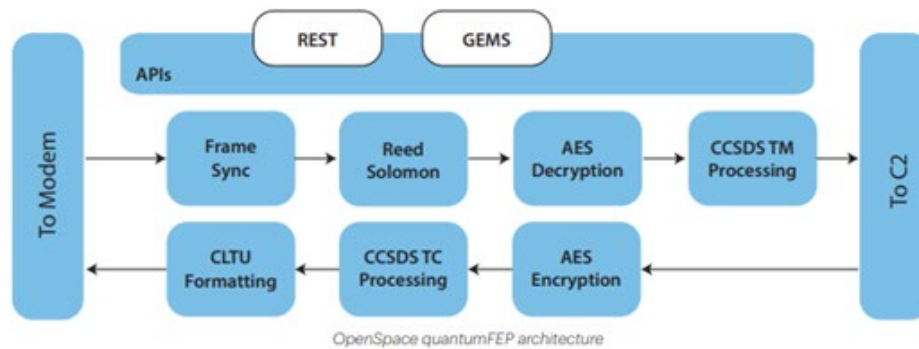 REST
GEMS
APIs
To Modem
Frame
Sync
Reed
Solomon
AES
Decryption
CCSDS TM
Processing
To C2
CLTU
Formatting
CCSDS TC
Processing
AES
Encryption
OpenSpace quantumFEP architecture